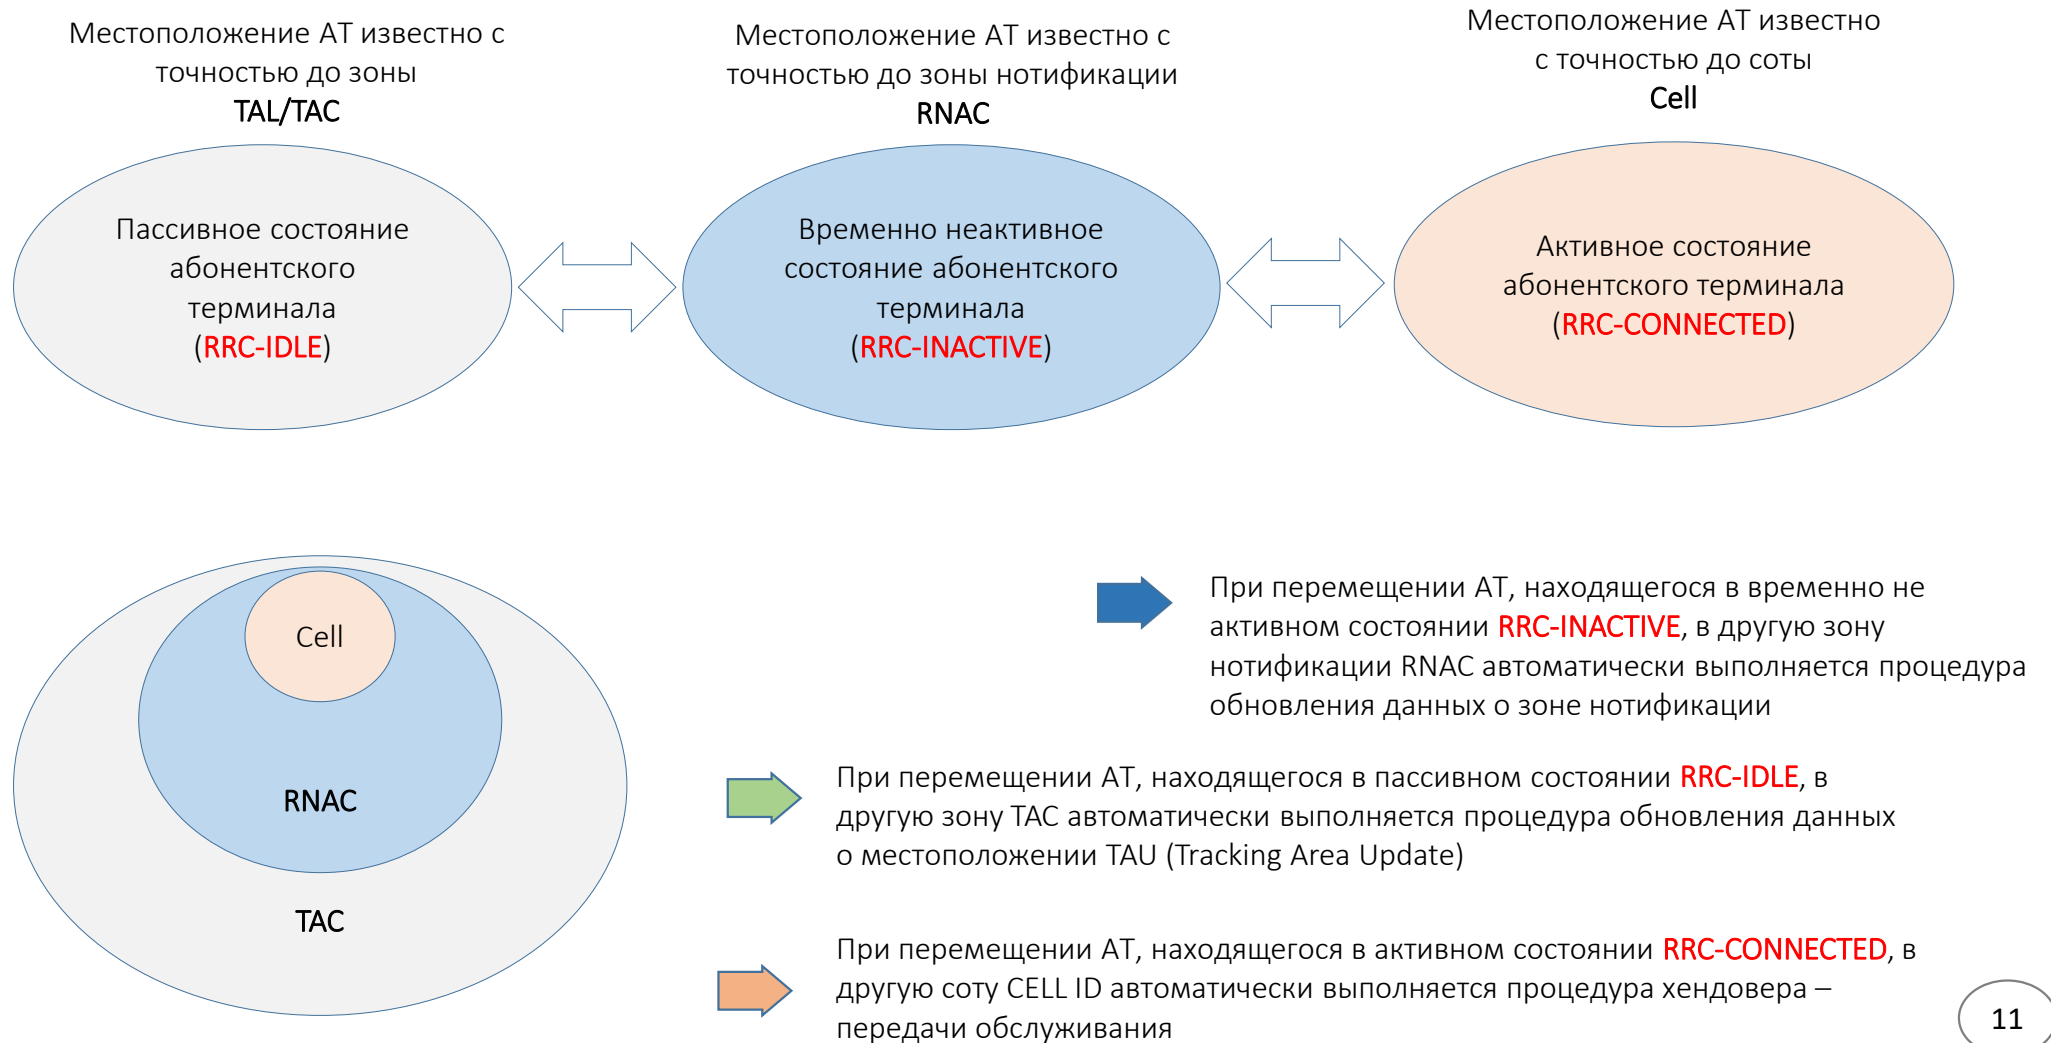 Местоположение АТ известно с
точностью до зоны
TAL/TAC
Местоположение АТ известно с
точностью до зоны нотификации
RNAC
Местоположение АТ известно
с точностью до соты
Cell
Пассивное состояние
абонентского
терминала
(RRC-IDLE)
Временно неактивное
состояние абонентского
терминала
(RRC-INACTIVE)
Активное состояние
абонентского терминала
(RRC-CONNECTED)
Cell
RNAC
TAC
При перемещении АТ, находящегося в временно не
активном состоянии RRC-INACTIVE, в другую зону
нотификации RNAC автоматически выполняется процедура
обновления данных о зоне нотификации
При перемещении АТ, находящегося в пассивном состоянии RRC-IDLE, в
другую зону TAC автоматически выполняется процедура обновления данных
о местоположении TAU (Tracking Area Update)
При перемещении АТ, находящегося в активном состоянии RRC-CONNECTED, в
другую соту CELL ID автоматически выполняется процедура хендовера –
передачи обслуживания
11